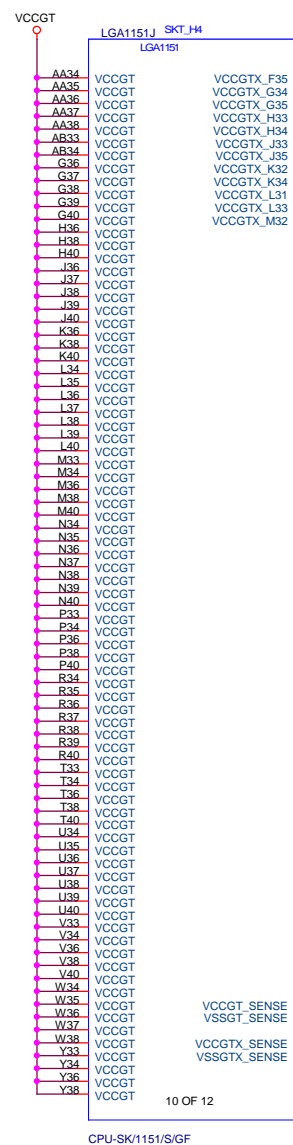 VCCGT
LGA1151J SKT_H4
LGA1151
AA34 VCCGT VCCGTX_F35
AA35 VCCGT VCCGTX_G34
AA36 VCCGT VCCGTX_G35
AA37 VCCGT VCCGTX_H33
AA38 VCCGT VCCGTX_H34
AB33 VCCGT VCCGTX_J33
AB34 VCCGT VCCGTX_J35
G36 VCCGT VCCGTX_K32
G37 VCCGT VCCGTX_K34
G38 VCCGT VCCGTX_L31
G39 VCCGT VCCGTX_L33
G40 VCCGT VCCGTX_M32
H36 VCCGT
H38 VCCGT
H40 VCCGT
J36 VCCGT
J37 VCCGT
J38 VCCGT
J39 VCCGT
J40 VCCGT
K36 VCCGT
K38 VCCGT
K40 VCCGT
L34 VCCGT
L35 VCCGT
L36 VCCGT
L37 VCCGT
L38 VCCGT
L39 VCCGT
L40 VCCGT
M33 VCCGT
M34 VCCGT
M36 VCCGT
M38 VCCGT
M40 VCCGT
N34 VCCGT
N35 VCCGT
N36 VCCGT
N37 VCCGT
N38 VCCGT
N39 VCCGT
N40 VCCGT
P33 VCCGT
P34 VCCGT
P36 VCCGT
P38 VCCGT
P40 VCCGT
R34 VCCGT
R35 VCCGT
R36 VCCGT
R37 VCCGT
R38 VCCGT
R39 VCCGT
R40 VCCGT
T33 VCCGT
T34 VCCGT
T36 VCCGT
T38 VCCGT
T40 VCCGT
U34 VCCGT
U35 VCCGT
U36 VCCGT
U37 VCCGT
U38 VCCGT
U39 VCCGT
U40 VCCGT
V33 VCCGT
V34 VCCGT
V36 VCCGT
V38 VCCGT
V40 VCCGT
W34 VCCGT
W35 VCCGT VCCGT_SENSE
W36 VCCGT VSSGT_SENSE
W37 VCCGT
W38 VCCGT VCCGTX_SENSE
Y33 VCCGT VSSGTX_SENSE
Y34 VCCGT
Y36 VCCGT
Y38 VCCGT 10 OF 12
CPU-SK/1151/S/GF